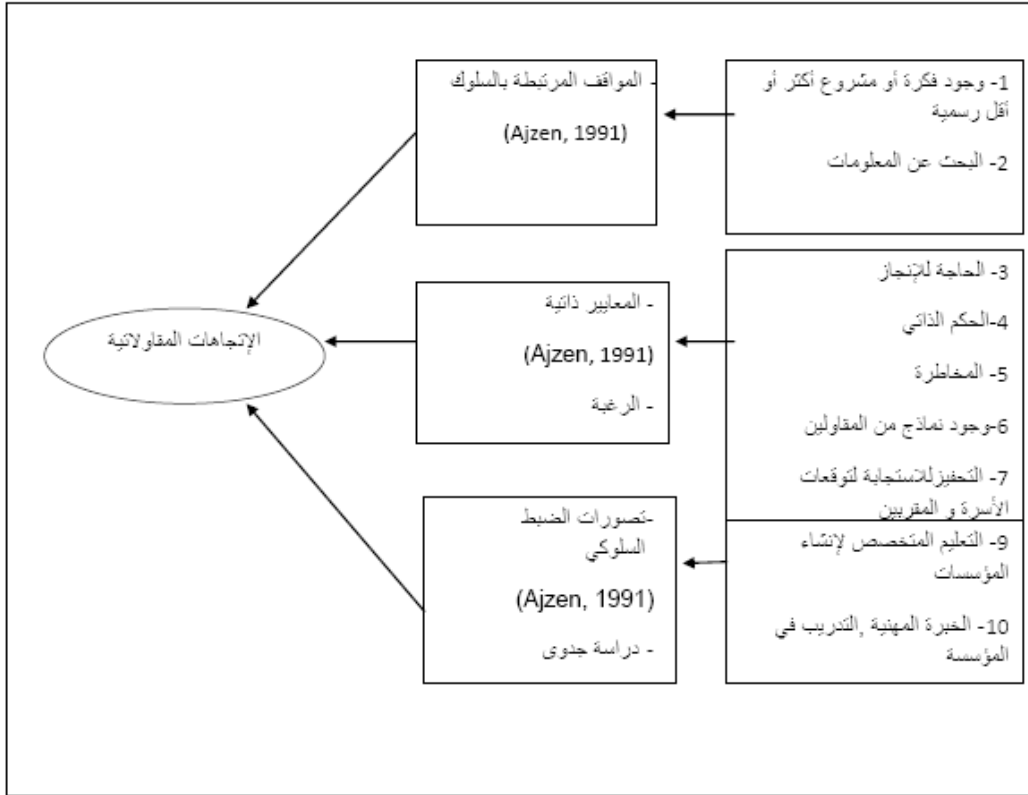 1- وجود فكرة أو مشروع أكثر أو
أقل رسمية
2- البحث عن المعلومات
- المواقف المرتبطة بالسلوك
(Ajzen, 1991)
3- الحاجة للإنجاز
4-الحكم الذاتي
5- المخاطرة
6-وجود نماذج من المقاولين
7- التحفيزللاستجابة لتوقعات
الأسرة و المقربين
- المعايير ذاتية
(Ajzen, 1991)
- الرغبة
الإتجاهات المقاولاتية
9- التعليم المتخصص لإنشاء
المؤسسات
10- الخبرة المهنية ,التدريب في
المؤسسة
-تصورات الضبط
السلوكي
(Ajzen, 1991)
- دراسة جدوى